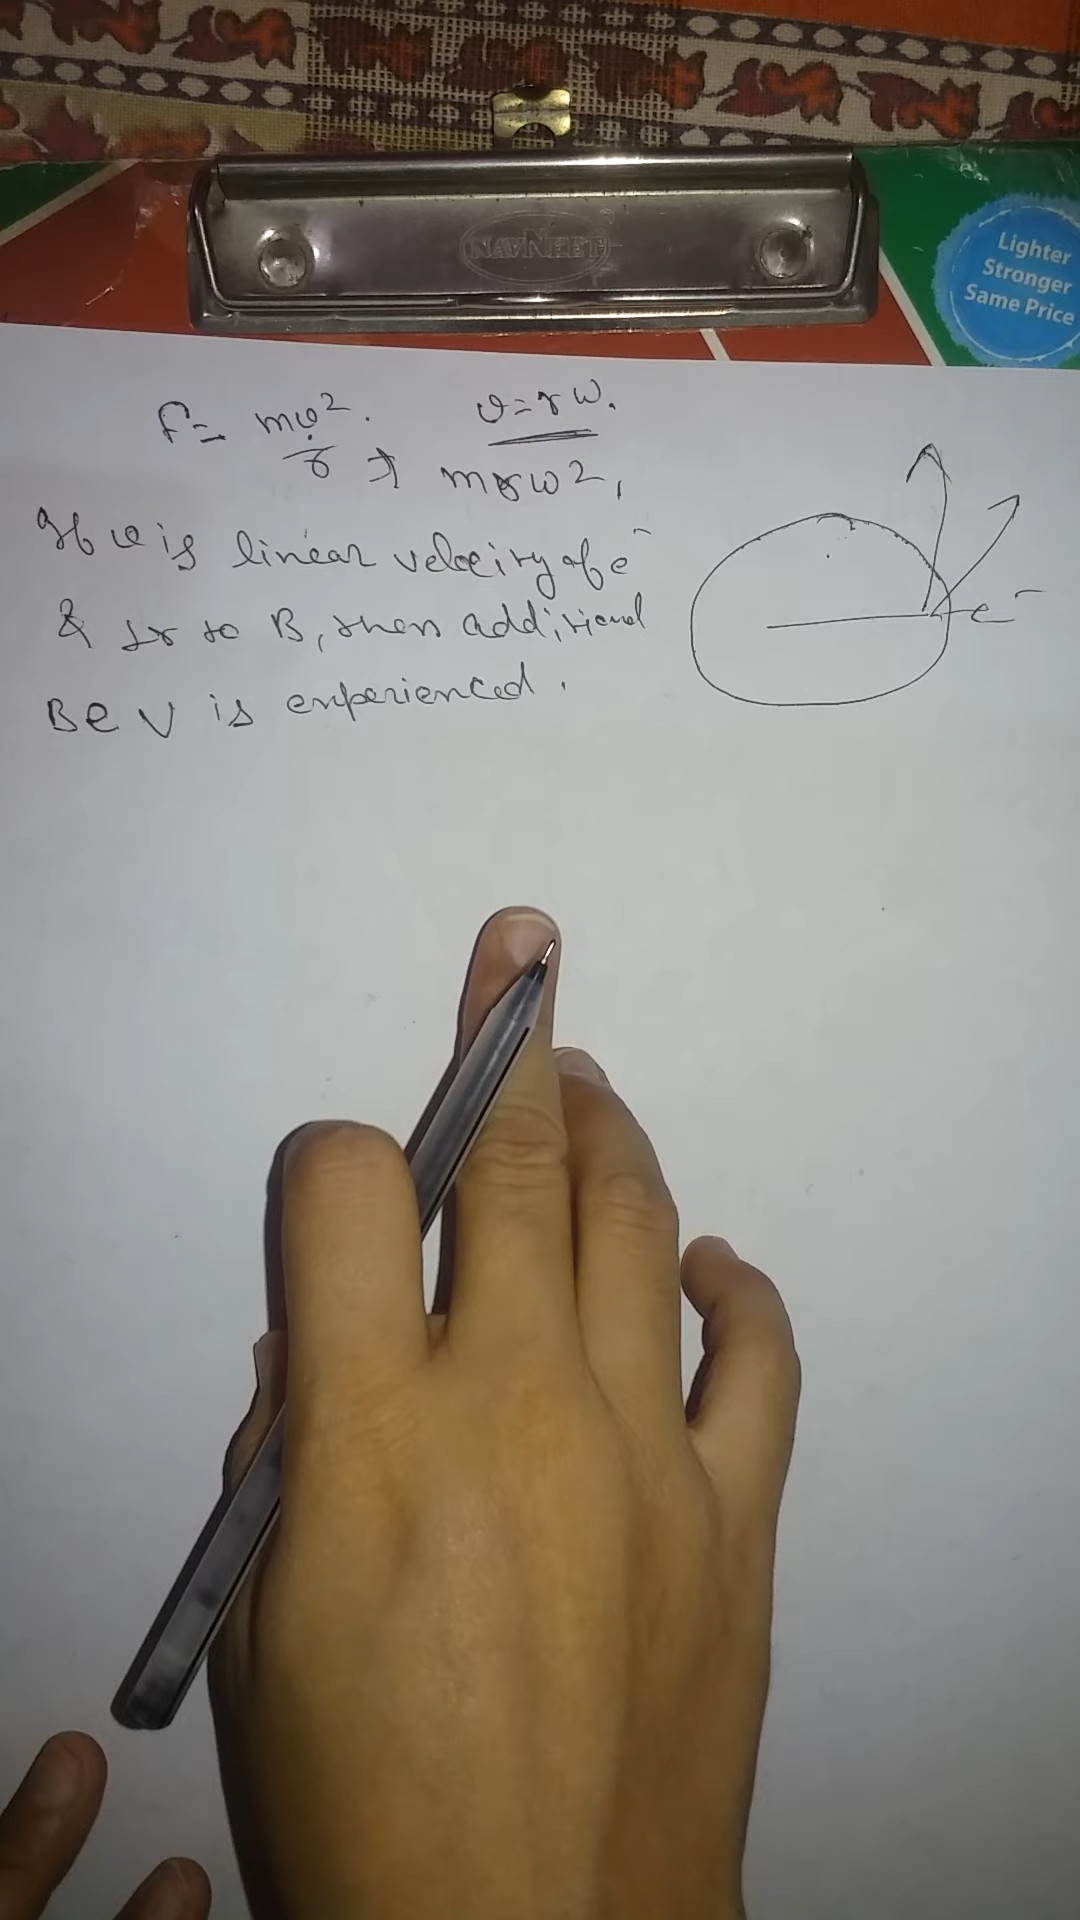 NAVNEET
Lighter
Stronger
Same Price
F = mv²/r . v = rω.
⇒ mrω2,
If v is linear velocity of e⁻
& ⊥r to B, then additional
BeV is experienced.
e⁻